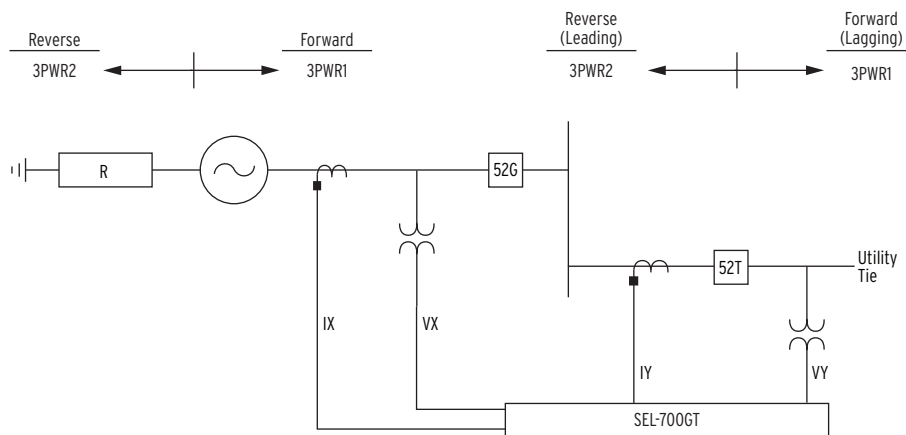 Reverse
3PWR2
Forward
3PWR1
Reverse
(Leading)
3PWR2
Forward
(Lagging)
3PWR1
R
52G
52T
Utility
Tie
IX
VX
IY
VY
SEL-700GT